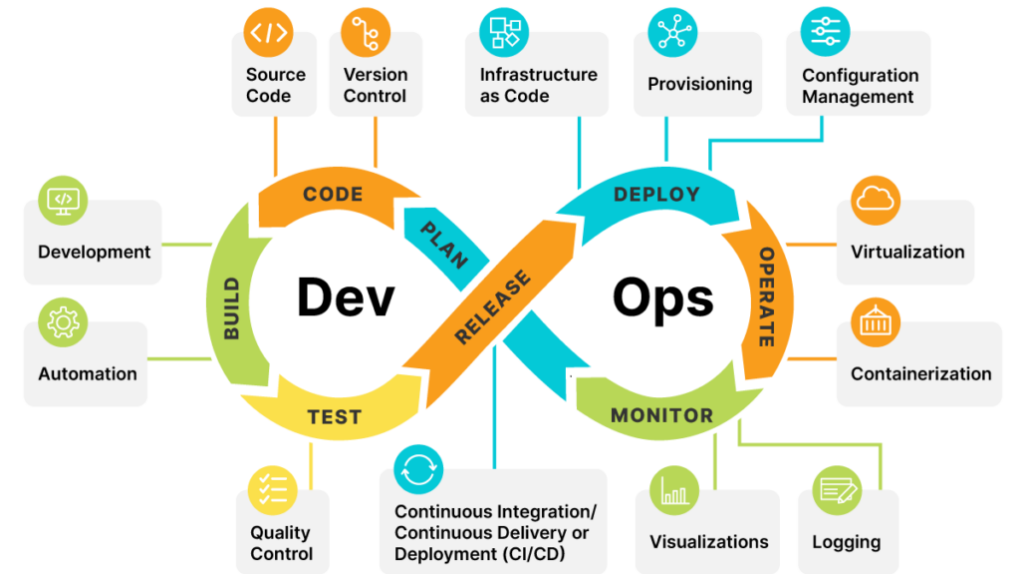 Source
Code
Version
Control
Infrastructure
as Code
Provisioning
Configuration
Management
CODE
DEPLOY
PLAN
Development
Virtualization
BUILD
Dev
RELEASE
Ops
OPERATE
Automation
Containerization
TEST
MONITOR
Quality
Control
Continuous Integration/
Continuous Delivery or
Deployment (CI/CD)
Visualizations
Logging